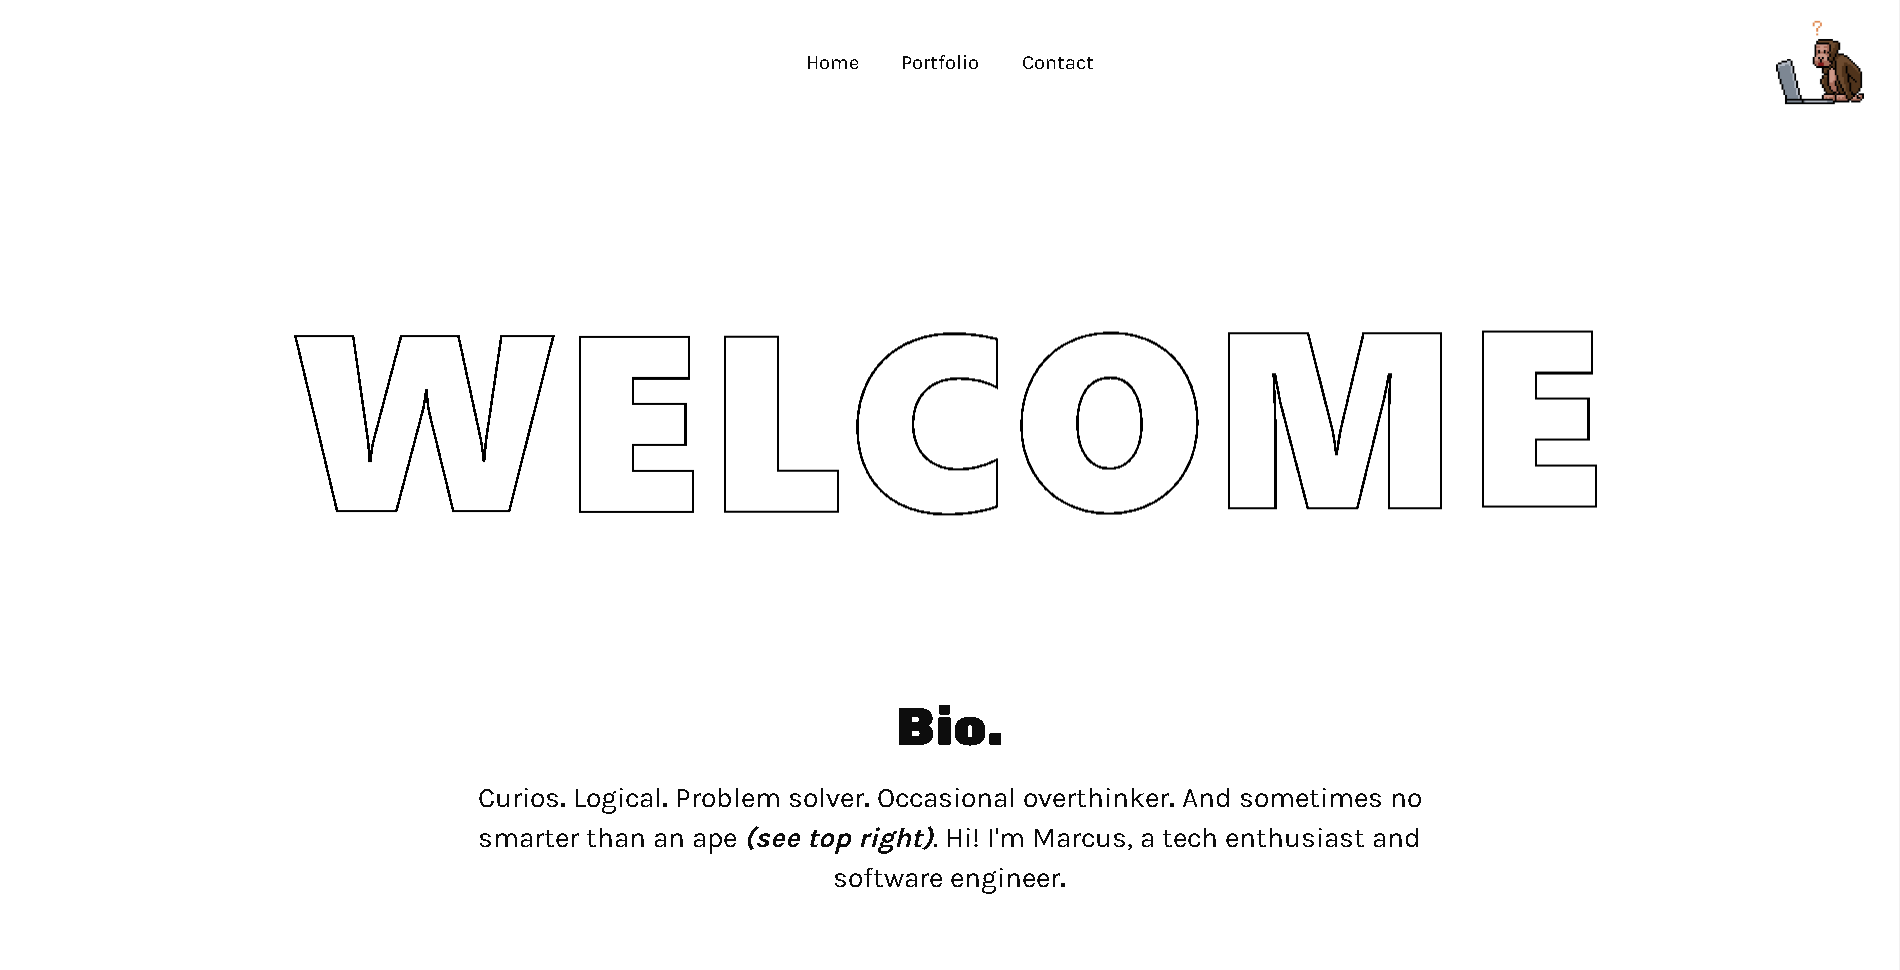 Home Portfolio Contact
?
WELCOME
Bio.
Curios. Logical. Problem solver. Occasional overthinker. And sometimes no
smarter than an ape (see top right). Hi! I'm Marcus, a tech enthusiast and
software engineer.